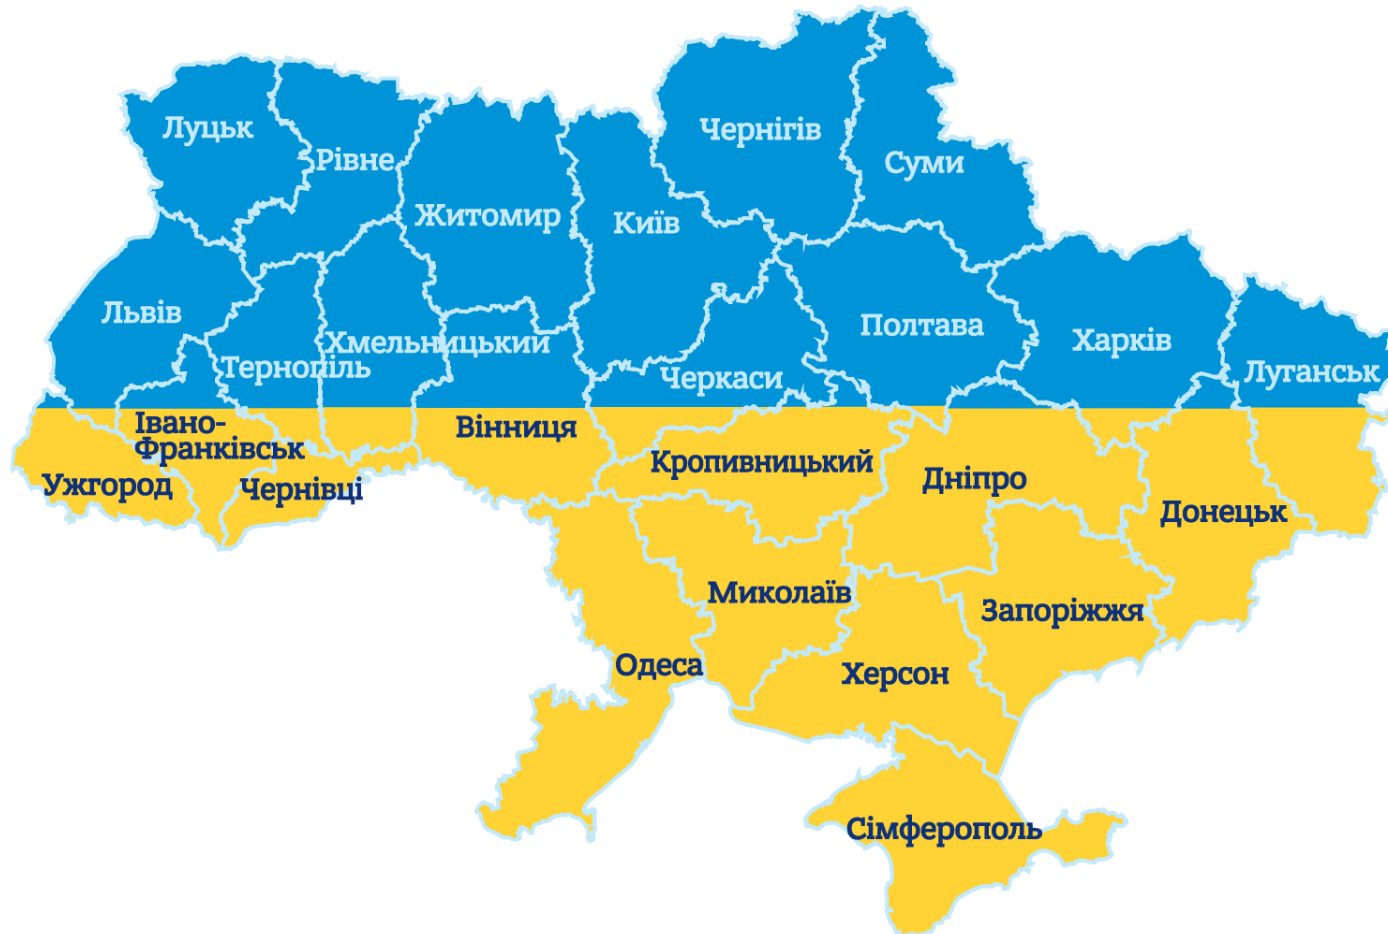 Луцьк
Рівне
Житомир
Київ
Чернігів
Суми
Львів
Тернопіль
Хмельницький
Черкаси
Полтава
Харків
Луганськ
Івано-
Франківськ
Вінниця
Ужгород
Чернівці
Кропивницький
Дніпро
Донецьк
Миколаїв
Запоріжжя
Одеса
Херсон
Сімферополь